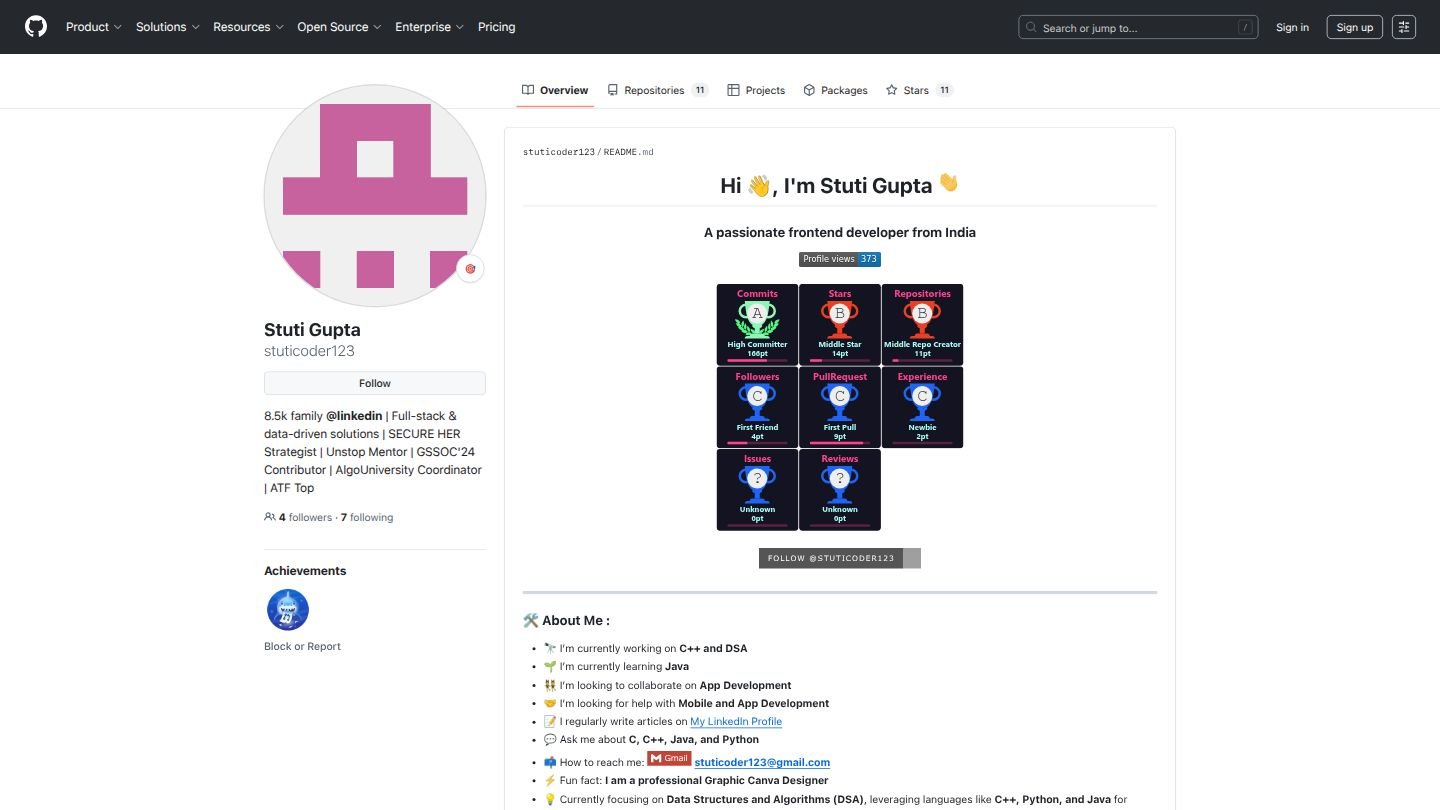 Product Solutions Resources Open Source Enterprise Pricing Search or jump to... / Sign in Sign up
Overview Repositories 11 Projects Packages Stars 11
Stuti Gupta
stuticoder123
Follow
8.5k family @linkedin | Full-stack &
data-driven solutions | SECURE HER
Strategist | Unstop Mentor | GSSOC'24
Contributor | AlgoUniversity Coordinator
| ATF Top
4 followers · 7 following
Achievements
Block or Report
stuticoder123/README.md
Hi 👋, I'm Stuti Gupta 👋
A passionate frontend developer from India
Profile views 373
Commits Stars Repositories
A B B
High Committer Middle Star Middle Repo Creator
166pt 14pt 11pt
Followers PullRequest Experience
C C C
First Friend First Pull Newbie
4pt 9pt 2pt
Issues Reviews
? ?
Unknown Unknown
0pt 0pt
FOLLOW @STUTICODER123
🛠️ About Me :
• 🔭 I'm currently working on C++ and DSA
• 🌱 I'm currently learning Java
• 👯 I'm looking to collaborate on App Development
• 🤝 I'm looking for help with Mobile and App Development
• 📝 I regularly write articles on My LinkedIn Profile
• 💬 Ask me about C, C++, Java, and Python
• 📫 How to reach me: Gmail stuticoder123@gmail.com
• ⚡ Fun fact: I am a professional Graphic Canva Designer
• 💡 Currently focusing on Data Structures and Algorithms (DSA), leveraging languages like C++, Python, and Java for